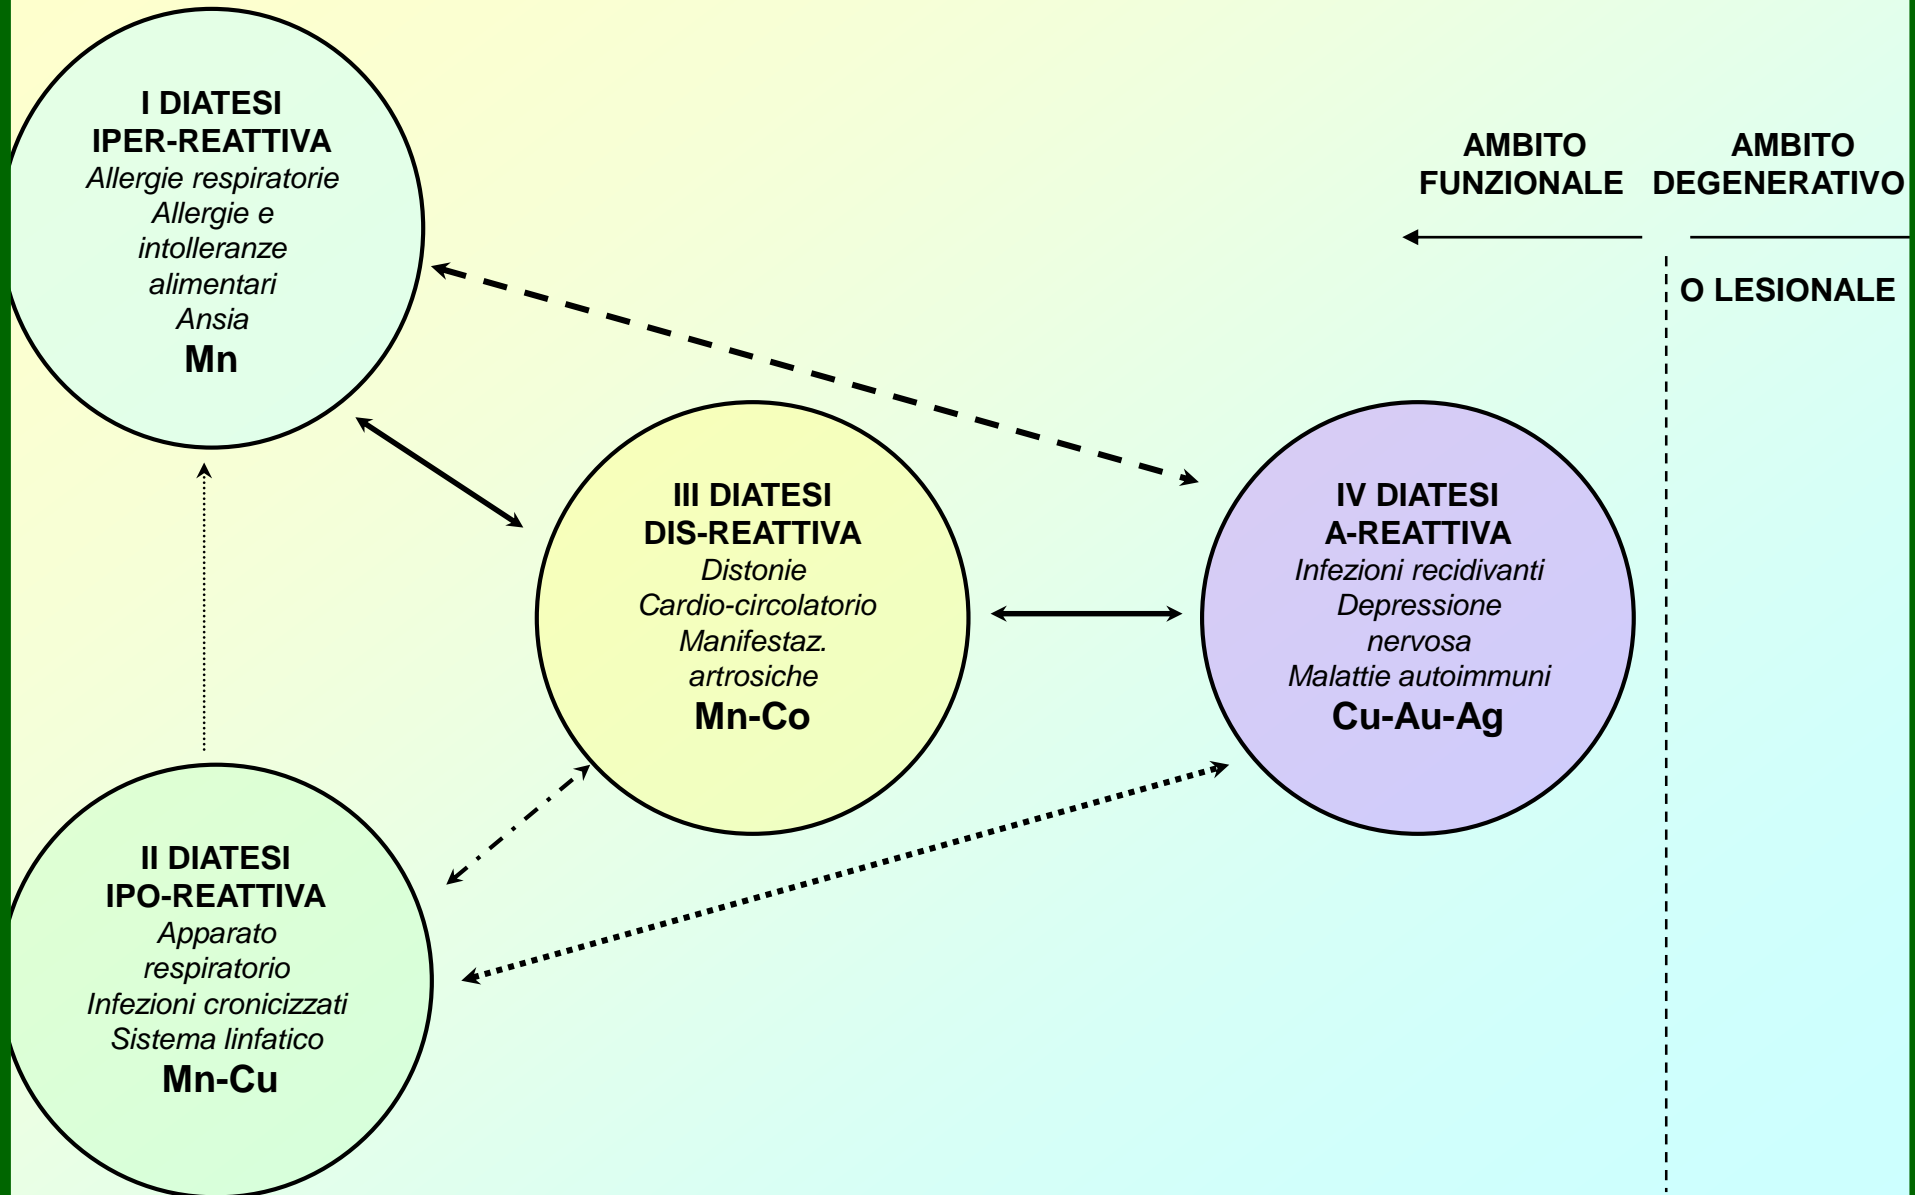 I DIATESI
IPER-REATTIVA
Allergie respiratorie
Allergie e
intolleranze
alimentari
Ansia
Mn
AMBITO
FUNZIONALE
AMBITO
DEGENERATIVO
O LESIONALE
III DIATESI
DIS-REATTIVA
Distonie
Cardio-circolatorio
Manifestaz.
artrosiche
Mn-Co
IV DIATESI
A-REATTIVA
Infezioni recidivanti
Depressione
nervosa
Malattie autoimmuni
Cu-Au-Ag
II DIATESI
IPO-REATTIVA
Apparato
respiratorio
Infezioni cronicizzati
Sistema linfatico
Mn-Cu